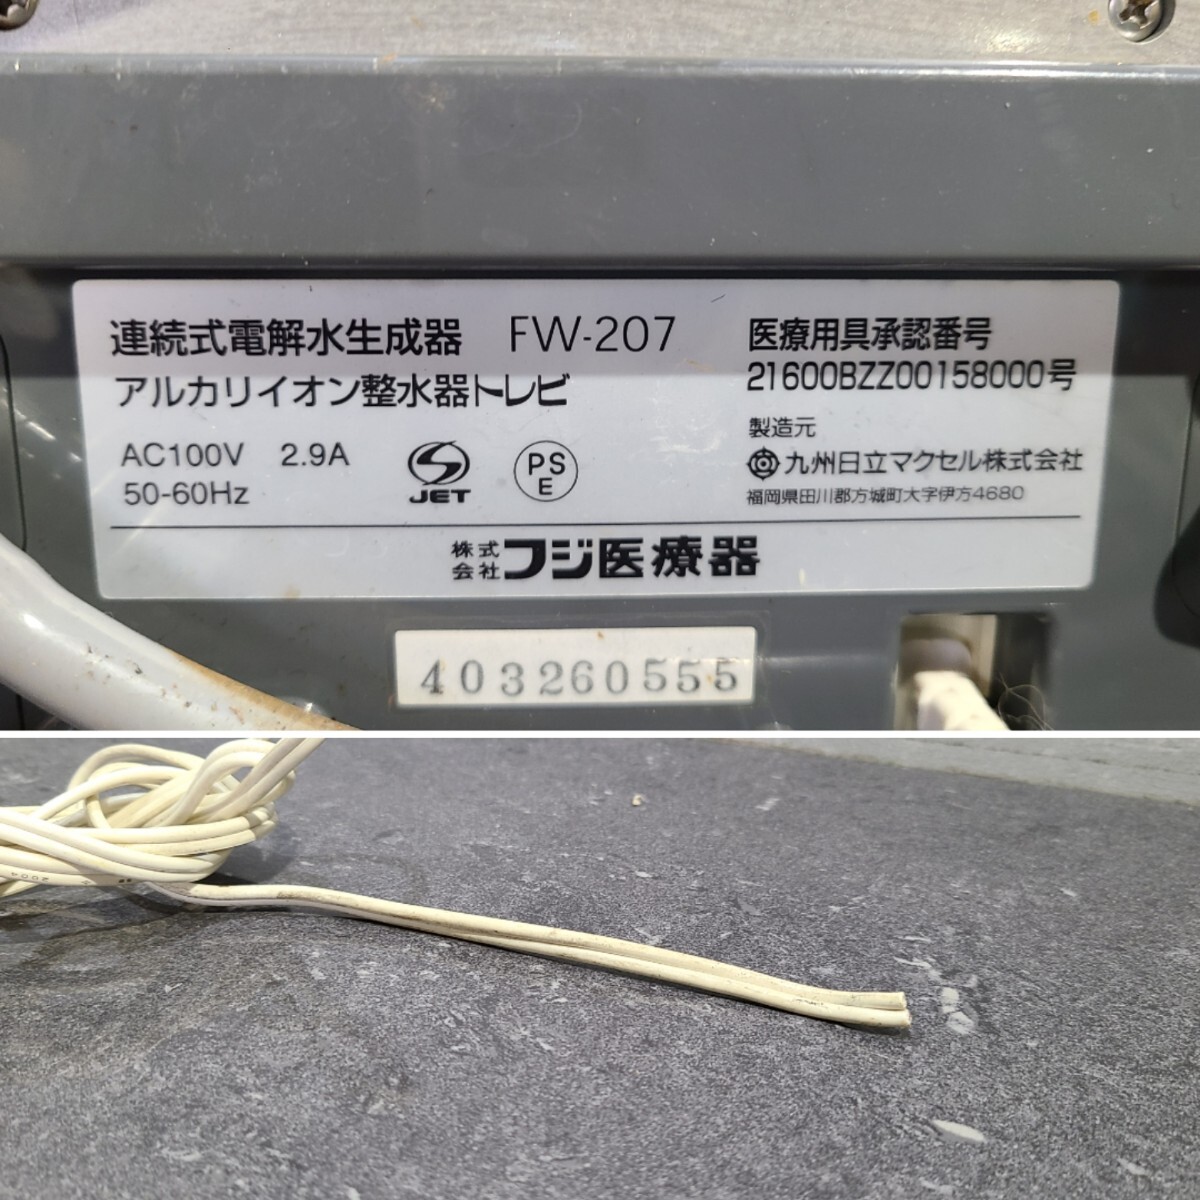 連続式電解水生成器 FW-207
アルカリイオン整水器トレビ
AC100V 2.9A
50-60Hz
JET
PS
E
医療用具承認番号
21600BZZ00158000号
製造元
九州日立マクセル株式会社
福岡県田川郡方城町大字伊方4680
株式会社フジ医療器
403260555
2004